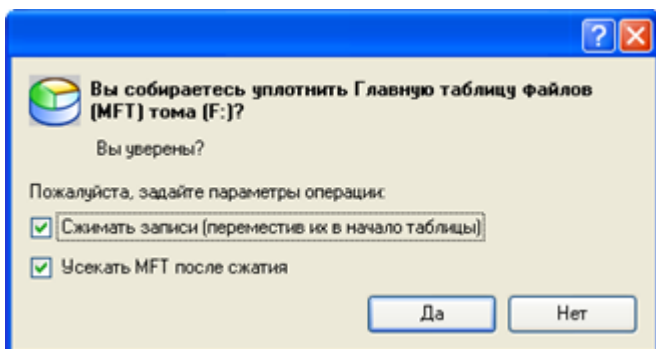 Вы собираетесь уплотнить Главную таблицу файлов
(MFT) тома (F:)?
Вы уверены?
Пожалуйста, задайте параметры операции:
Сжимать записи (переместив их в начало таблицы)
Усекать MFT после сжатия
Да Нет